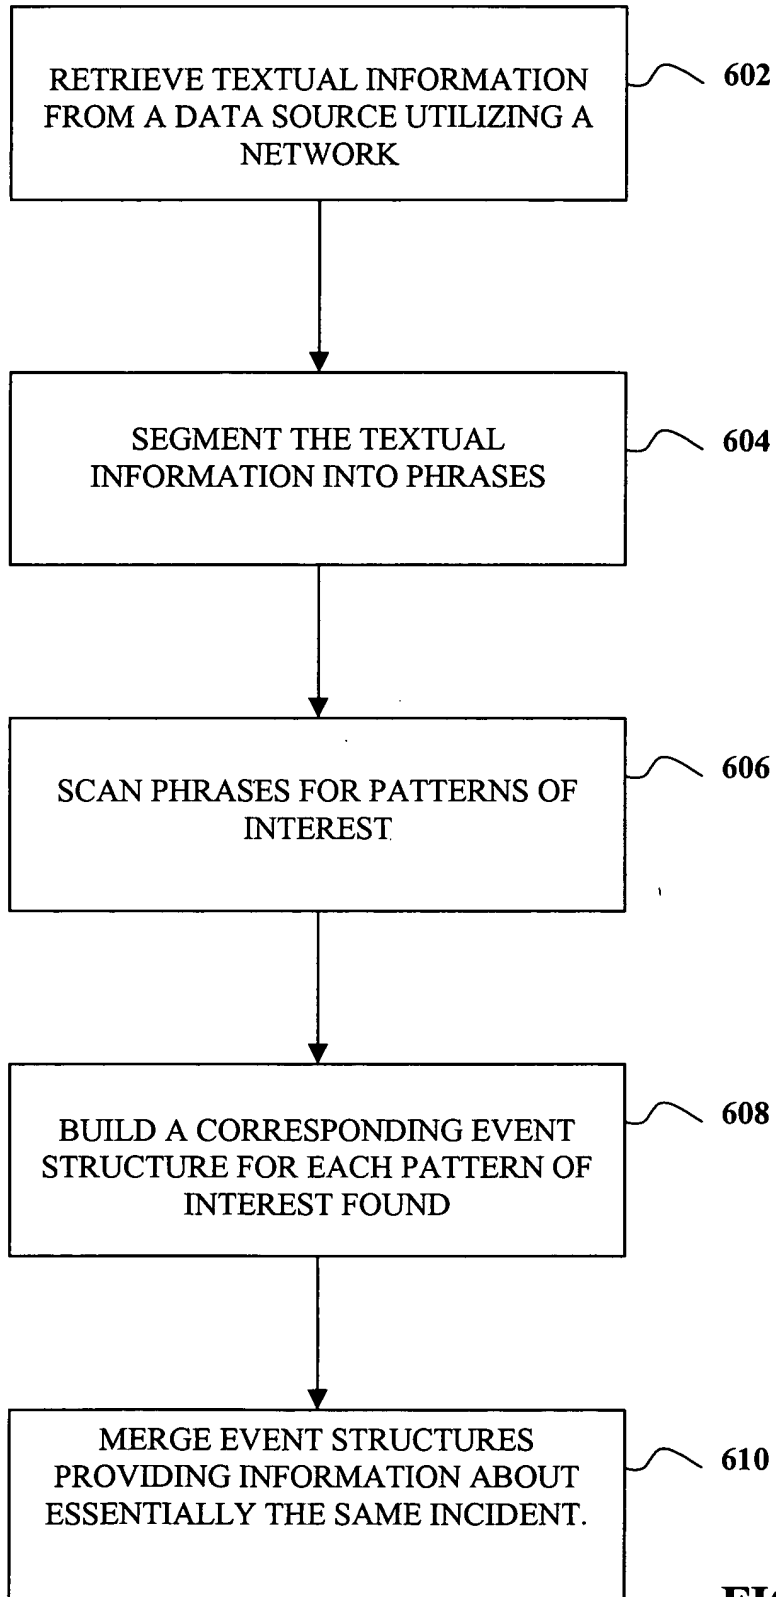 RETRIEVE TEXTUAL INFORMATION
FROM A DATA SOURCE UTILIZING A
NETWORK
602
SEGMENT THE TEXTUAL
INFORMATION INTO PHRASES
604
SCAN PHRASES FOR PATTERNS OF
INTEREST
606
BUILD A CORRESPONDING EVENT
STRUCTURE FOR EACH PATTERN OF
INTEREST FOUND
608
MERGE EVENT STRUCTURES
PROVIDING INFORMATION ABOUT
ESSENTIALLY THE SAME INCIDENT.
610